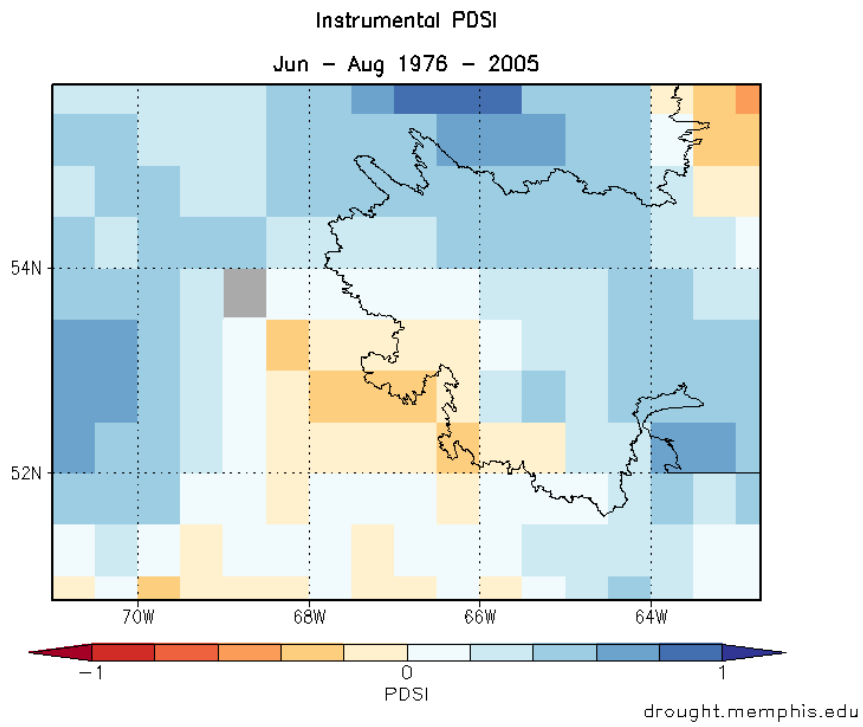 Instrumental PDSI
Jun - Aug 1976 - 2005
54N
52N
70W 68W 66W 64W
-1 0 1
PDSI
drought.memphis.edu